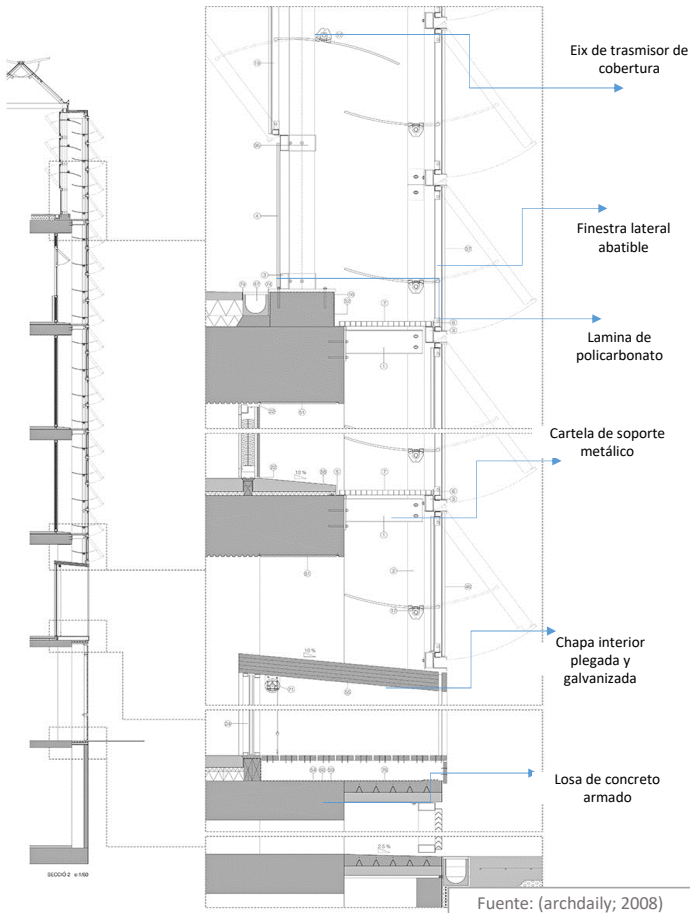 Eix de trasmisor de
cobertura
Finestra lateral
abatible
Lamina de
policarbonato
Cartela de soporte
metálico
Chapa interior
plegada y
galvanizada
Losa de concreto
armado
10 %
10 %
2.5 %
SECCIÓ 2 e:1/60
Fuente: (archdaily; 2008)